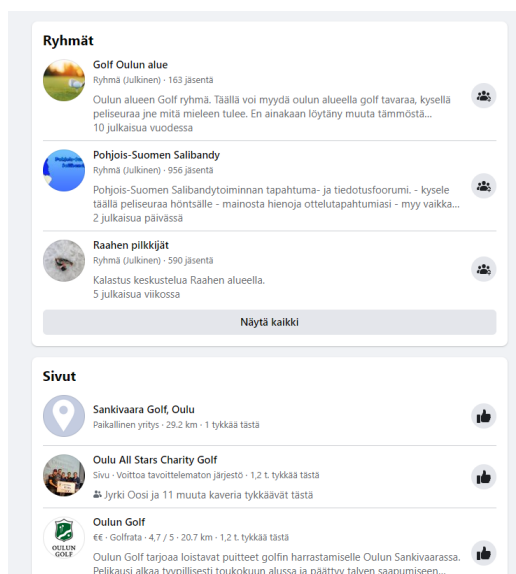 Ryhmät
Golf Oulun alue
Ryhmä (Julkinen) · 163 jäsentä
Oulun alueen Golf ryhmä. Täällä voi myydä oulun alueella golf tavaraa, kysellä
peliseuraa jne mitä mieleen tulee. En ainakaan löytäny muuta tämmöstä...
10 julkaisua vuodessa
Pohjois-Suomen Salibandy
Ryhmä (Julkinen) · 956 jäsentä
Pohjois-Suomen Salibandytoiminnan tapahtuma- ja tiedotusfoorumi. - kysele
täällä peliseuraa höntsälle - mainosta hienoja ottelutapahtumiasi - myy vaikka...
2 julkaisua päivässä
Raahen pilkkijät
Ryhmä (Julkinen) · 590 jäsentä
Kalastus keskustelua Raahen alueella.
5 julkaisua viikossa
Näytä kaikki
Sivut
Sankivaara Golf, Oulu
Paikallinen yritys · 29.2 km · 1 tykkää tästä
Oulu All Stars Charity Golf
Sivu · Voittoa tavoittelematon järjestö · 1,2 t. tykkää tästä
Jyrki Oosi ja 11 muuta kaveria tykkäävät tästä
OULUN
GOLF
Oulun Golf
€€ · Golfrata · 4,7 / 5 · 20.7 km · 1,2 t. tykkää tästä
Oulun Golf tarjoaa loistavat puitteet golfin harrastamiselle Oulun Sankivaarassa.
Pelikausi alkaa tyypillisesti toukokuun alussa ja päättyy talven saapumiseen...